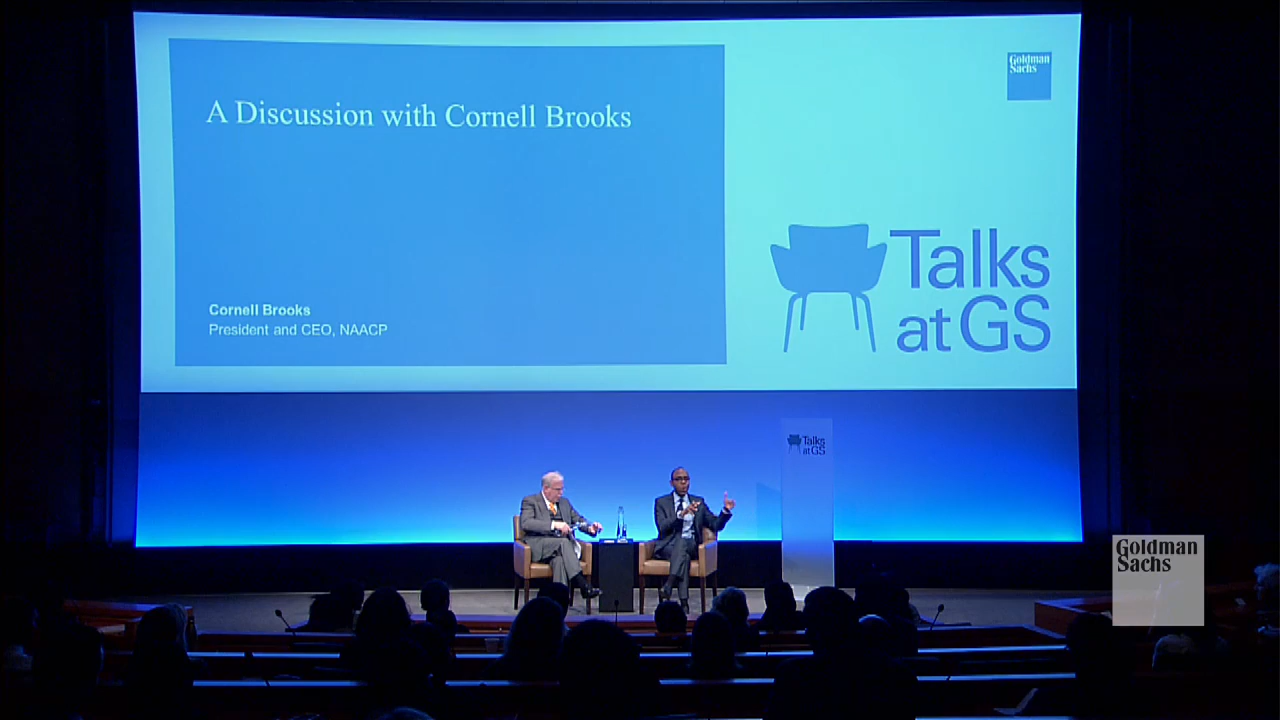 A Discussion with Cornell Brooks
Cornell Brooks
President and CEO, NAACP
Goldman
Sachs
Talks
at GS
Talks
at GS
Goldman
Sachs